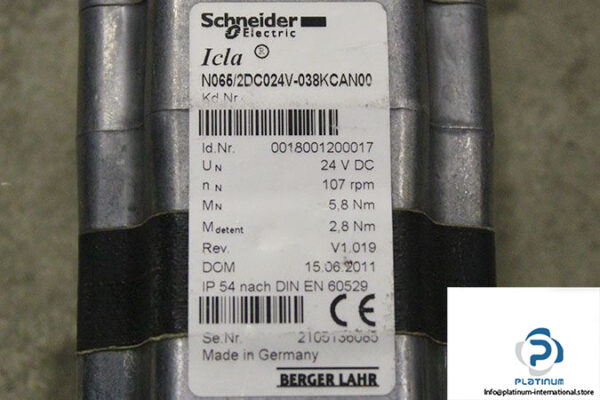 Schneider
Electric
Icla ®
N065/2DC024V-038KCAN00
Kd.Nr.
Id.Nr. 0018001200017
UN 24 V DC
nN 107 rpm
MN 5,8 Nm
Mdetent 2,8 Nm
Rev. V1.019
DOM 15.06.2011
IP 54 nach DIN EN 60529
CE
Se.Nr. 2105136085
Made in Germany
BERGER LAHR
PLATINUM
Info@platinum-international.store